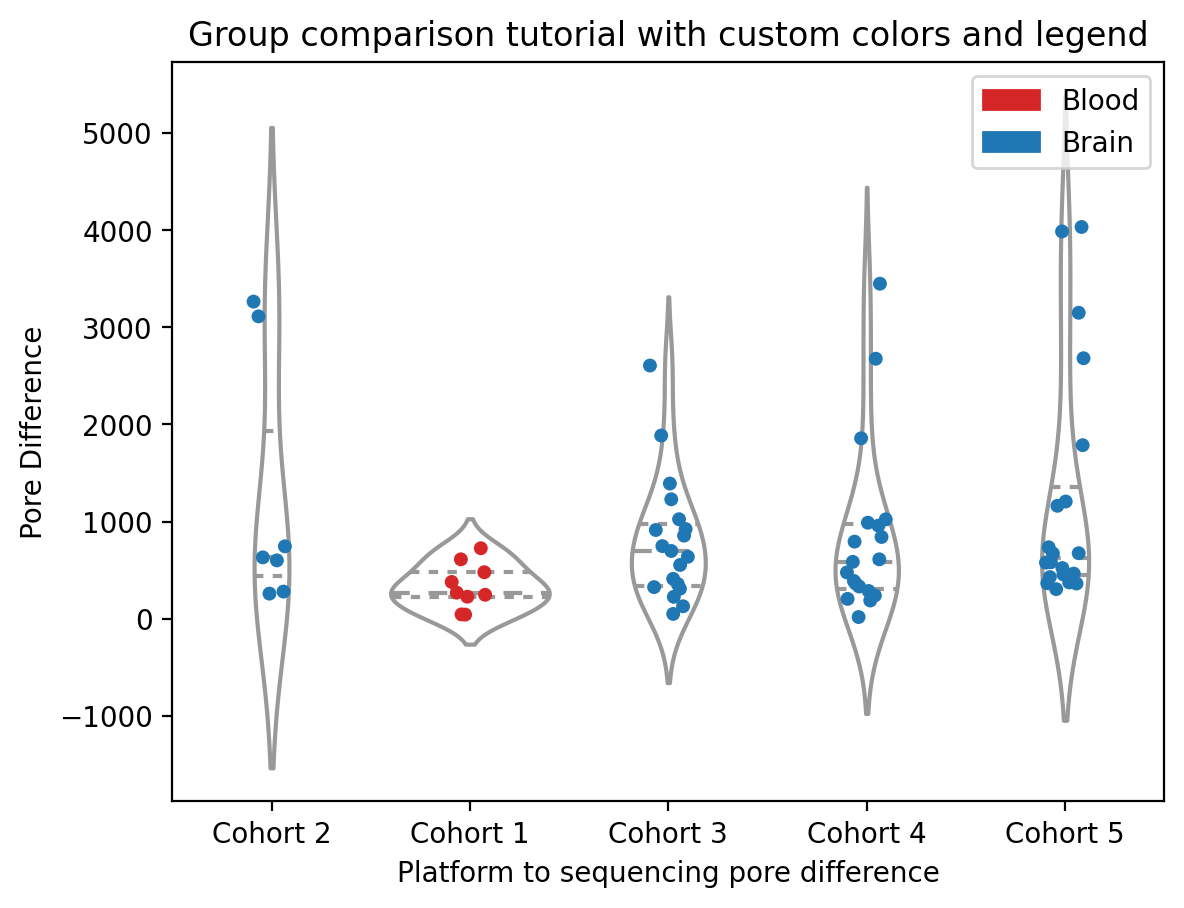 Group comparison tutorial with custom colors and legend
Blood
Brain
5000
4000
3000
2000
1000
0
−1000
Pore Difference
Cohort 2
Cohort 1
Cohort 3
Cohort 4
Cohort 5
Platform to sequencing pore difference